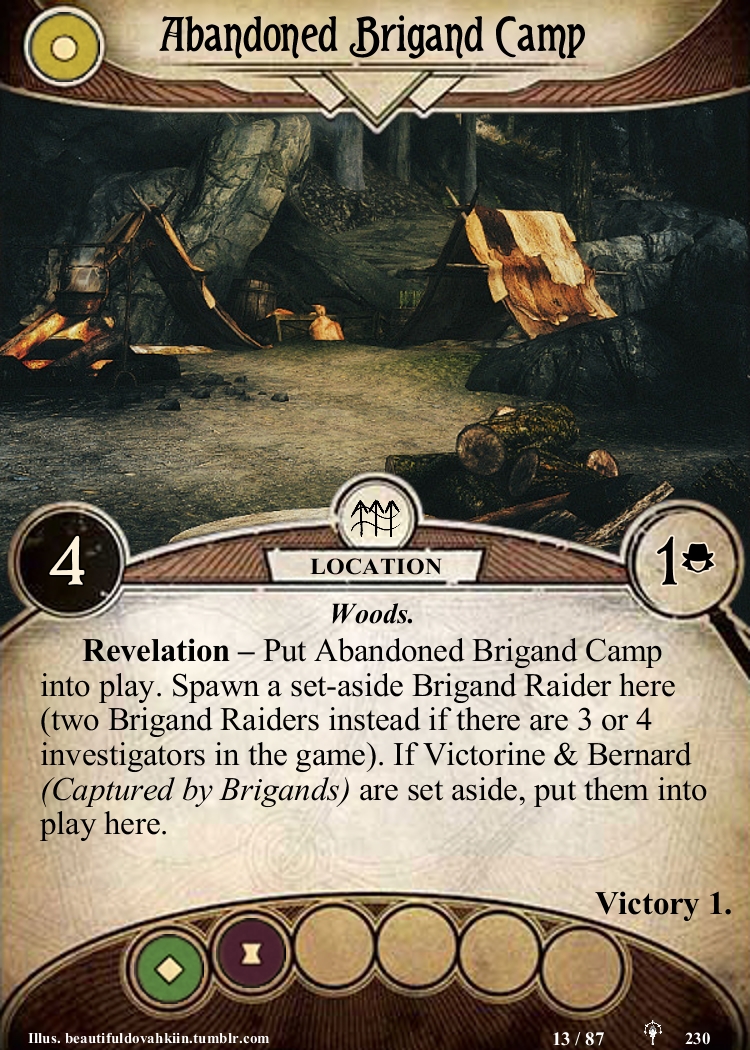 Abandoned Brigand Camp
4
1
LOCATION
Woods.
Revelation – Put Abandoned Brigand Camp
into play. Spawn a set-aside Brigand Raider here
(two Brigand Raiders instead if there are 3 or 4
investigators in the game). If Victorine & Bernard
(Captured by Brigands) are set aside, put them into
play here.
Victory 1.
Illus. beautifuldovahkiin.tumblr.com 13 / 87 230